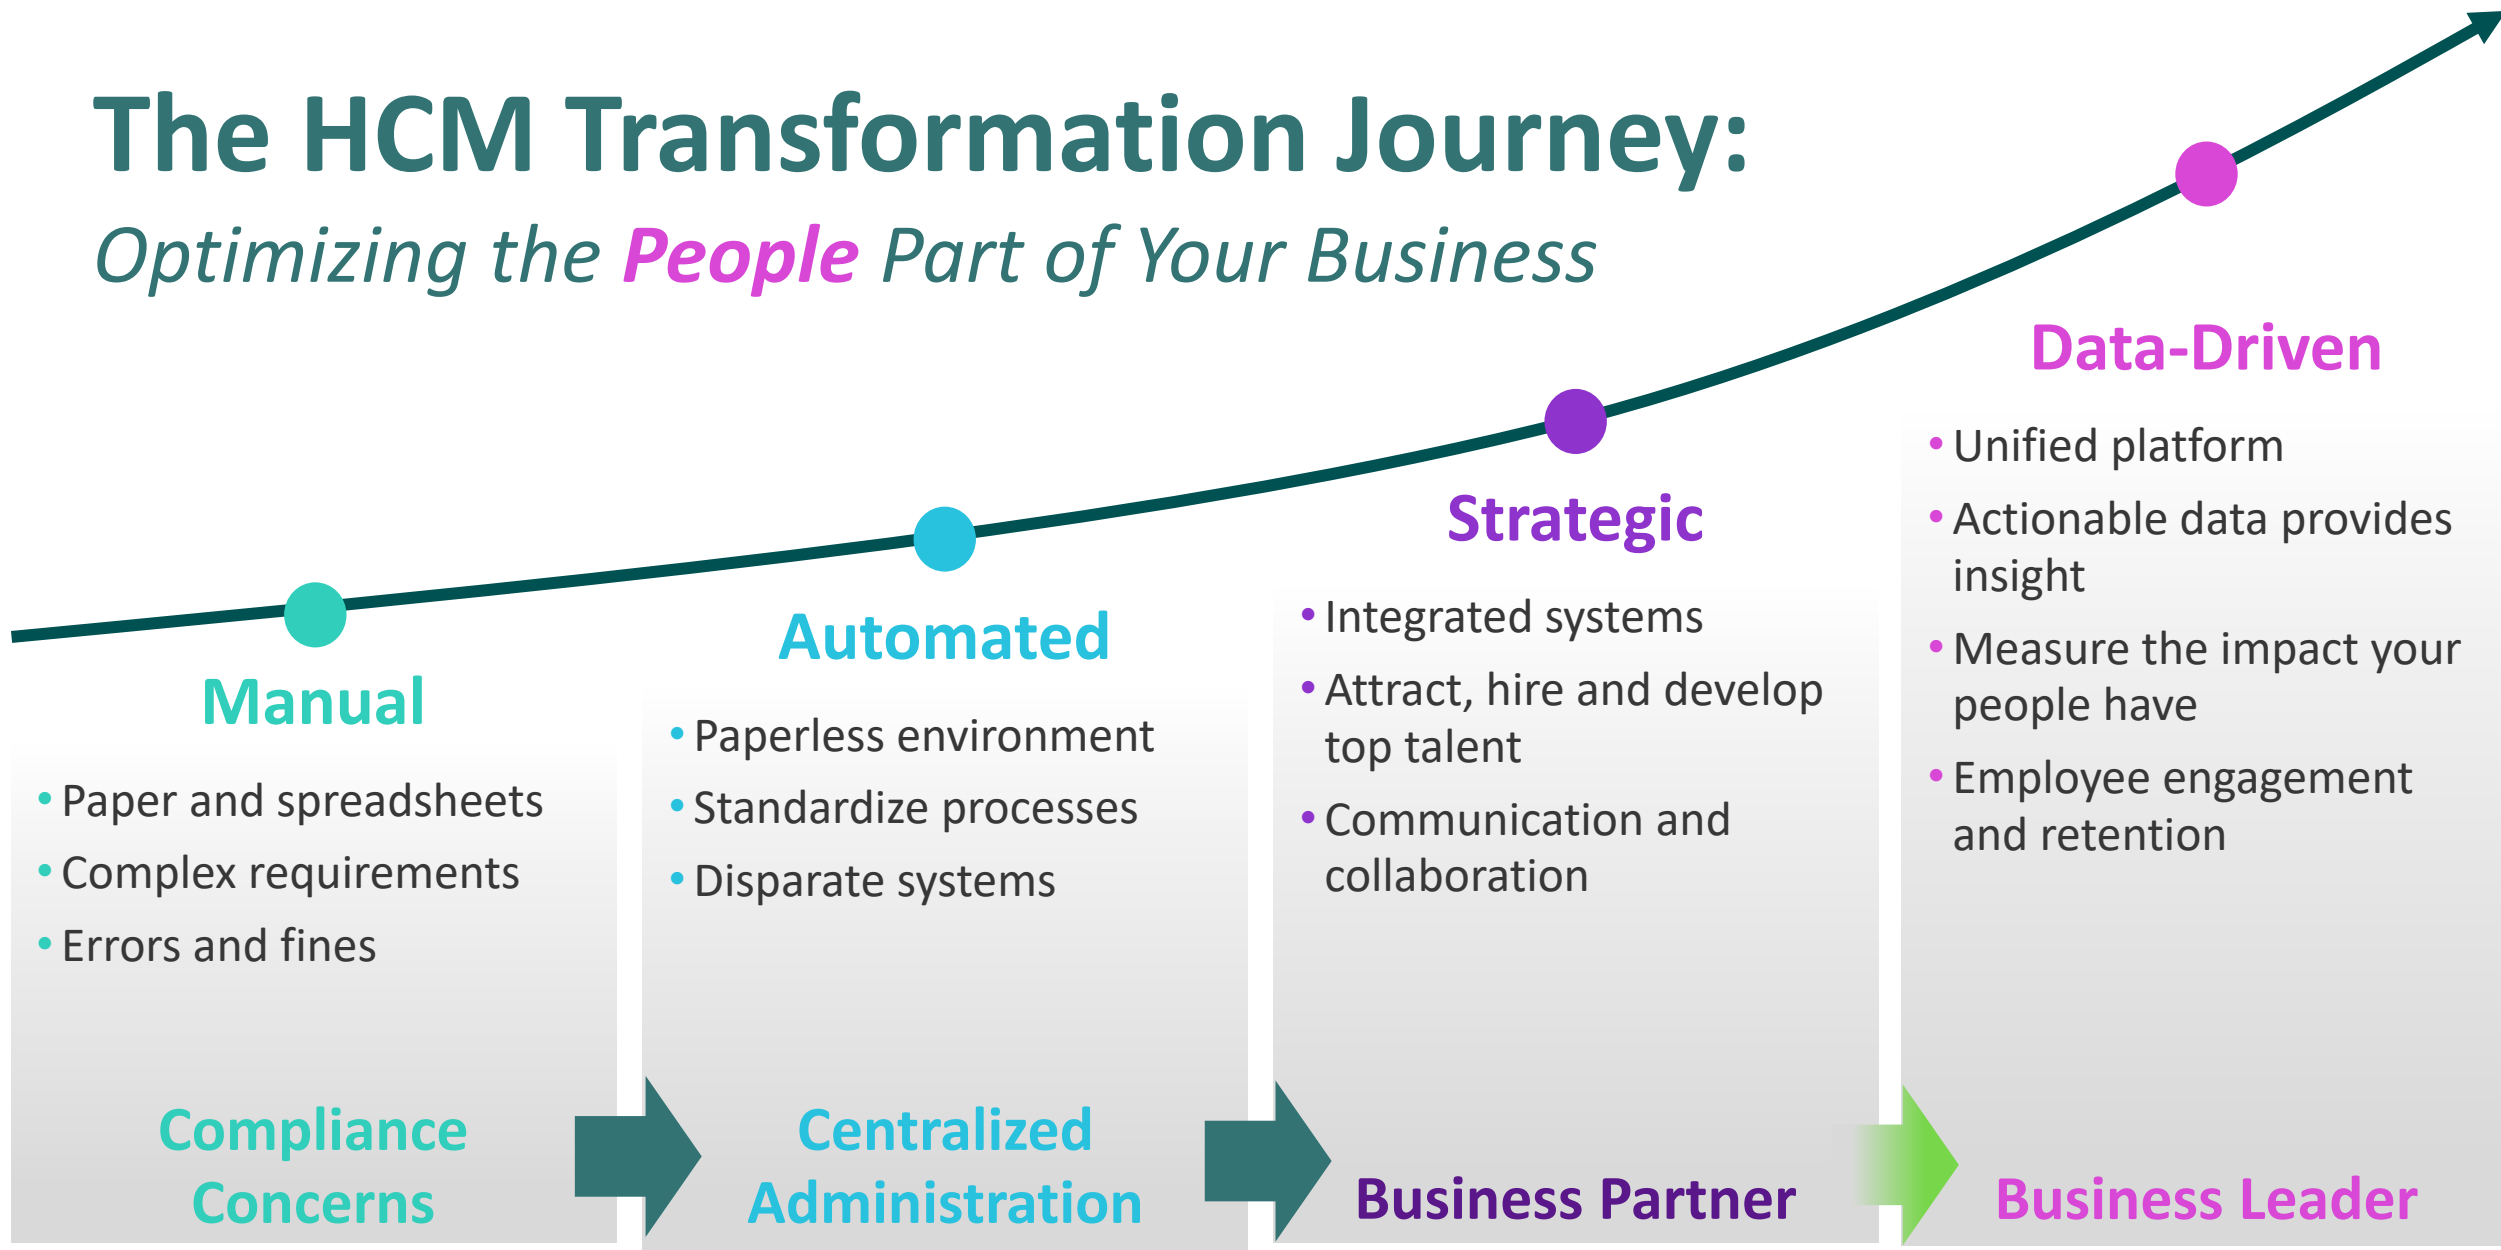 The HCM Transformation Journey:
Optimizing the People Part of Your Business
Manual
• Paper and spreadsheets
• Complex requirements
• Errors and fines
Compliance
Concerns
Automated
• Paperless environment
• Standardize processes
• Disparate systems
Centralized
Administration
Strategic
• Integrated systems
• Attract, hire and develop
top talent
• Communication and
collaboration
Business Partner
Data-Driven
• Unified platform
• Actionable data provides
insight
• Measure the impact your
people have
• Employee engagement
and retention
Business Leader